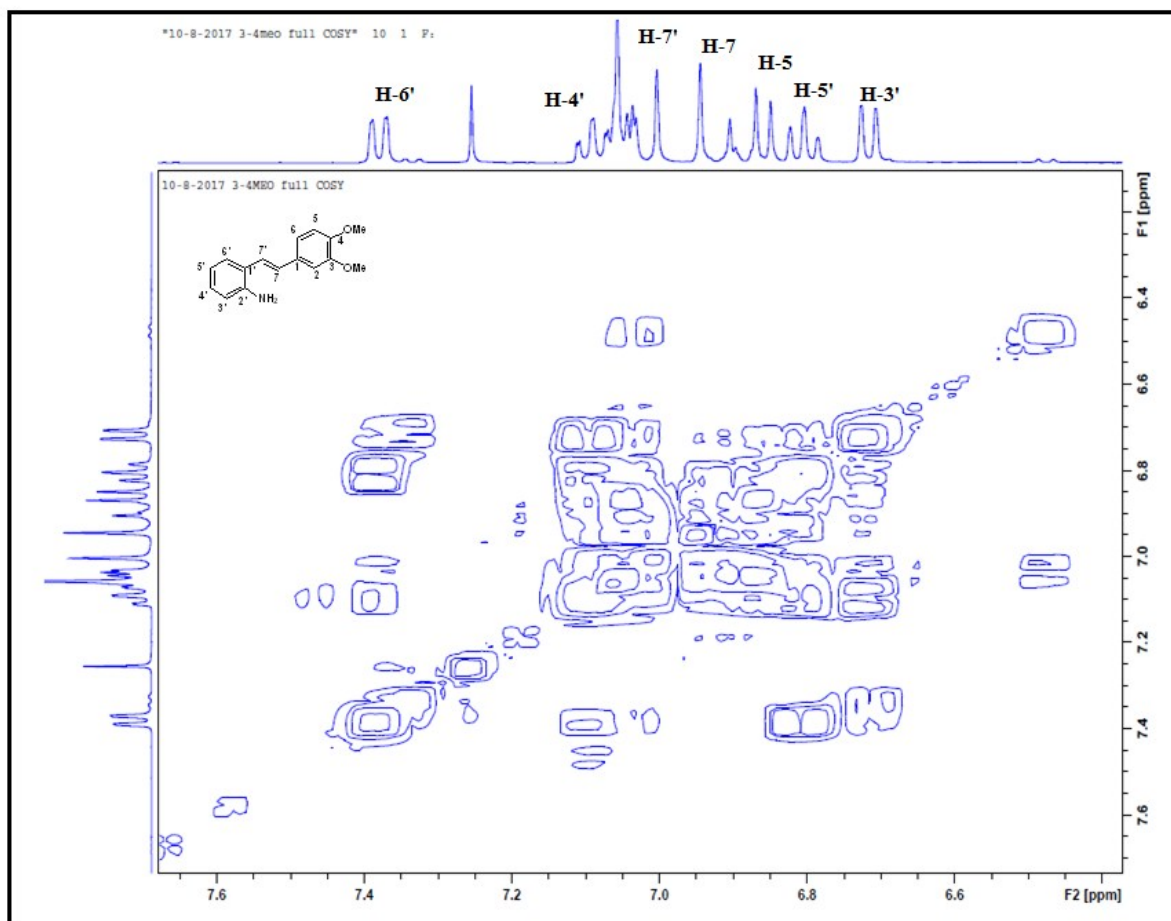 "10-8-2017 3-4meo full COSY" 10 1 F:
H-6' H-4' H-7' H-7 H-5 H-5' H-3'
10-8-2017 3-4MEO full COSY
6 5 4 OMe
6' 7' 1 2 3 OMe
5' 1' 7
4' 3' 2' NH₂
F1 [ppm]
6.4
6.6
6.8
7.0
7.2
7.4
7.6
7.6 7.4 7.2 7.0 6.8 6.6 F2 [ppm]